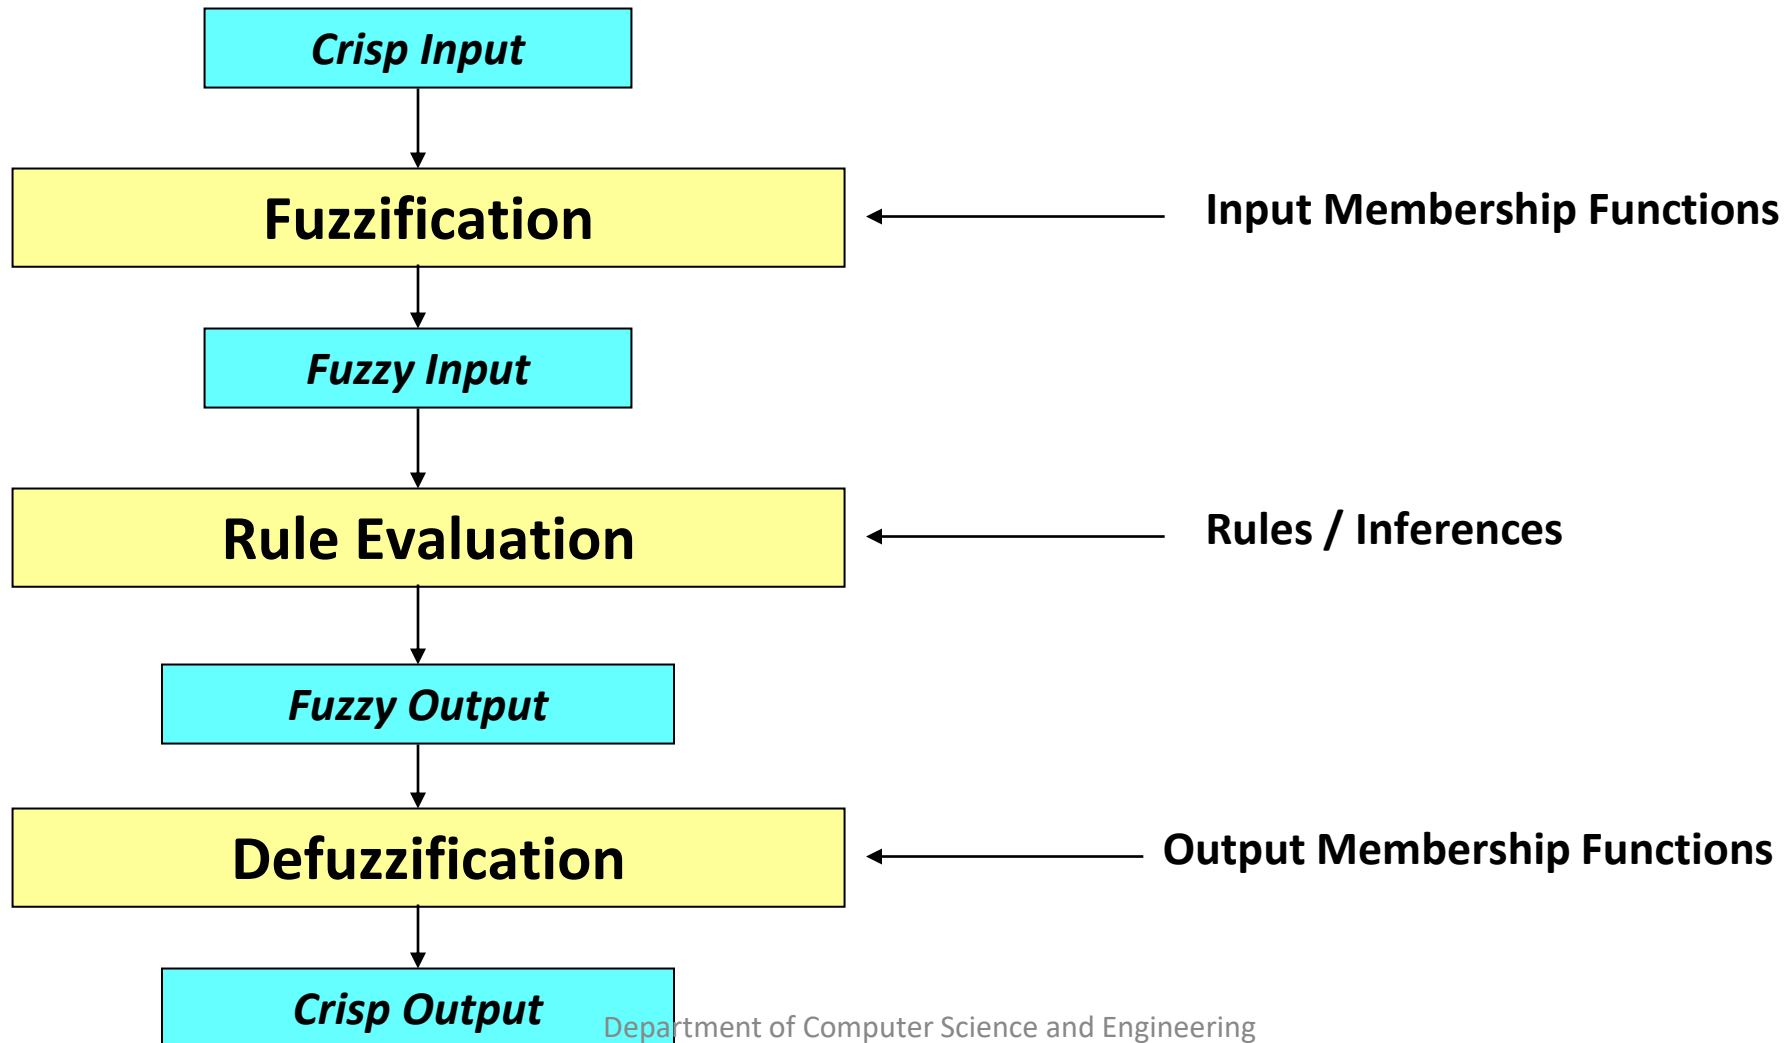 Crisp Input
Fuzzification
Input Membership Functions
Fuzzy Input
Rule Evaluation
Rules / Inferences
Fuzzy Output
Defuzzification
Output Membership Functions
Crisp Output
Department of Computer Science and Engineering